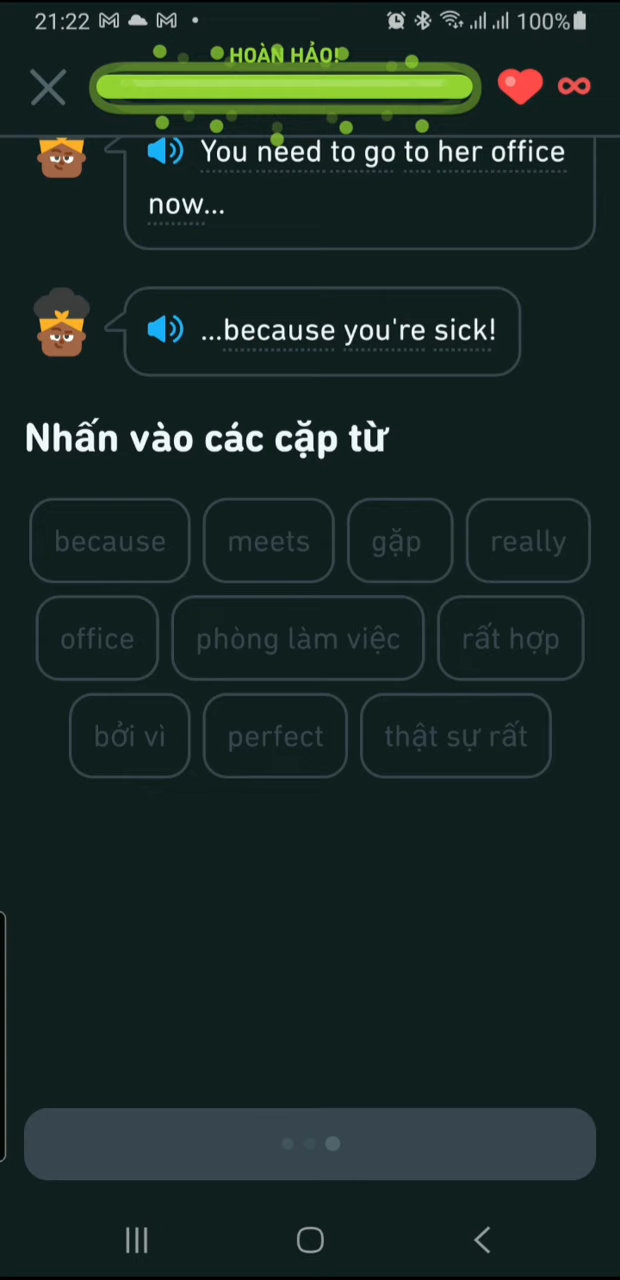 21:22 100%
HOÀN HẢO!
You need to go to her office
now...
...because you're sick!
Nhấn vào các cặp từ
because meets gặp really
office phòng làm việc rất hợp
bởi vì perfect thật sự rất